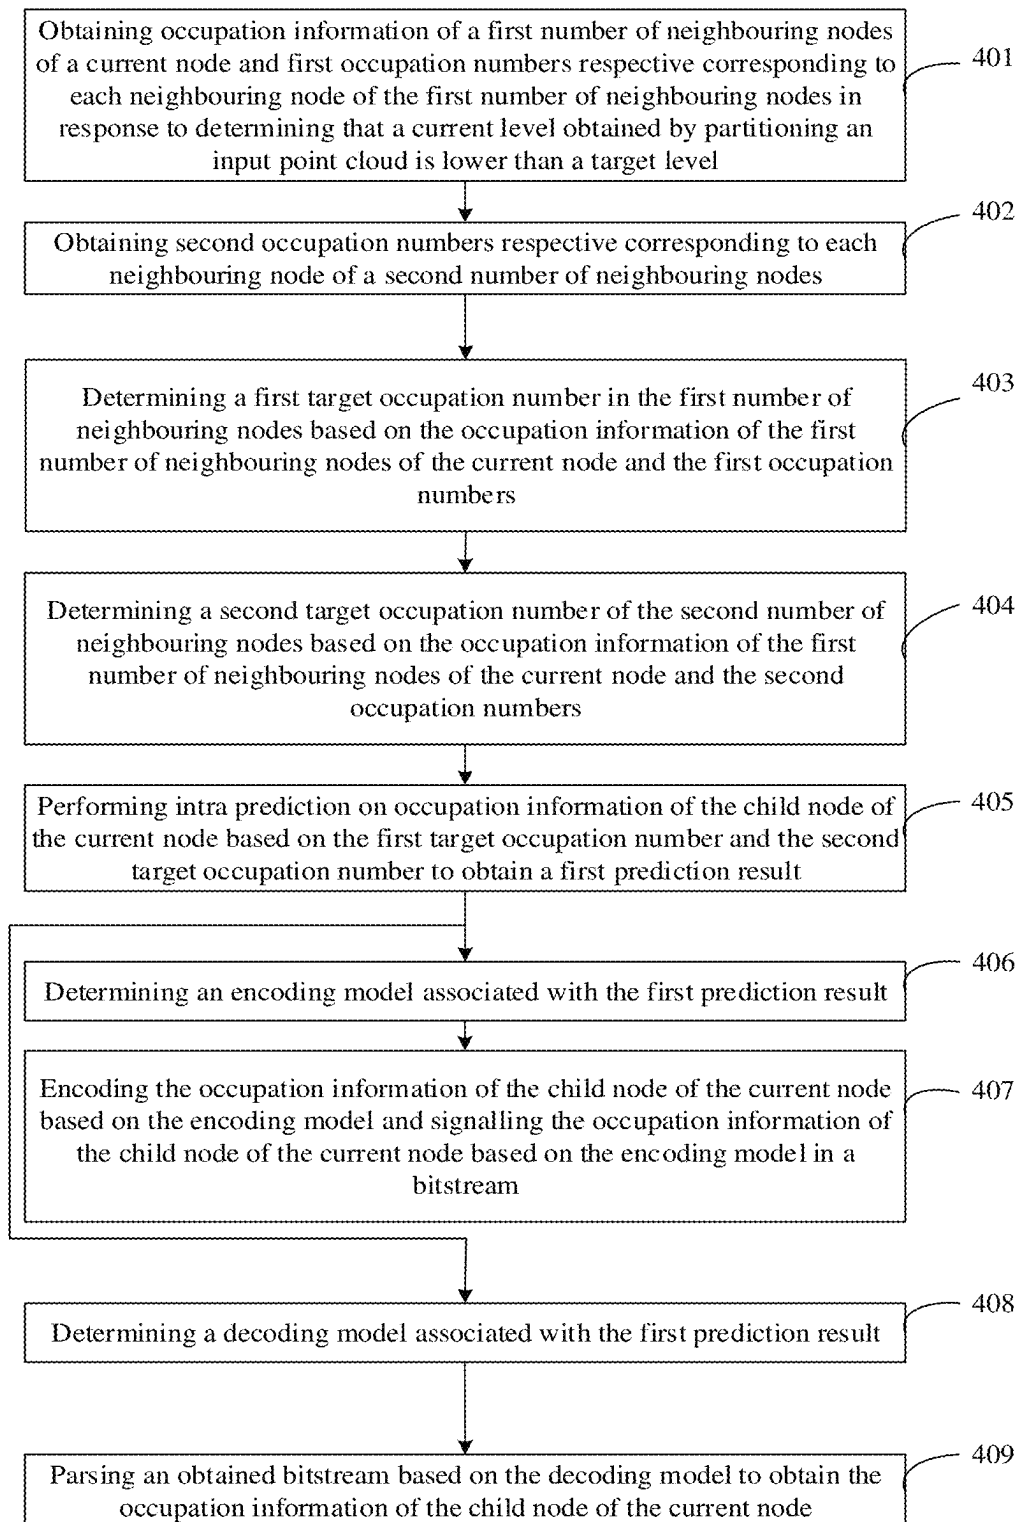 Obtaining occupation information of a first number of neighbouring nodes
of a current node and first occupation numbers respective corresponding to
each neighbouring node of the first number of neighbouring nodes in
response to determining that a current level obtained by partitioning an
input point cloud is lower than a target level
401
Obtaining second occupation numbers respective corresponding to each
neighbouring node of a second number of neighbouring nodes
402
Determining a first target occupation number in the first number of
neighbouring nodes based on the occupation information of the first
number of neighbouring nodes of the current node and the first occupation
numbers
403
Determining a second target occupation number of the second number of
neighbouring nodes based on the occupation information of the first
number of neighbouring nodes of the current node and the second
occupation numbers
404
Performing intra prediction on occupation information of the child node of
the current node based on the first target occupation number and the second
target occupation number to obtain a first prediction result
405
Determining an encoding model associated with the first prediction result
406
Encoding the occupation information of the child node of the current node
based on the encoding model and signalling the occupation information of
the child node of the current node based on the encoding model in a
bitstream
407
Determining a decoding model associated with the first prediction result
408
Parsing an obtained bitstream based on the decoding model to obtain the
occupation information of the child node of the current node
409